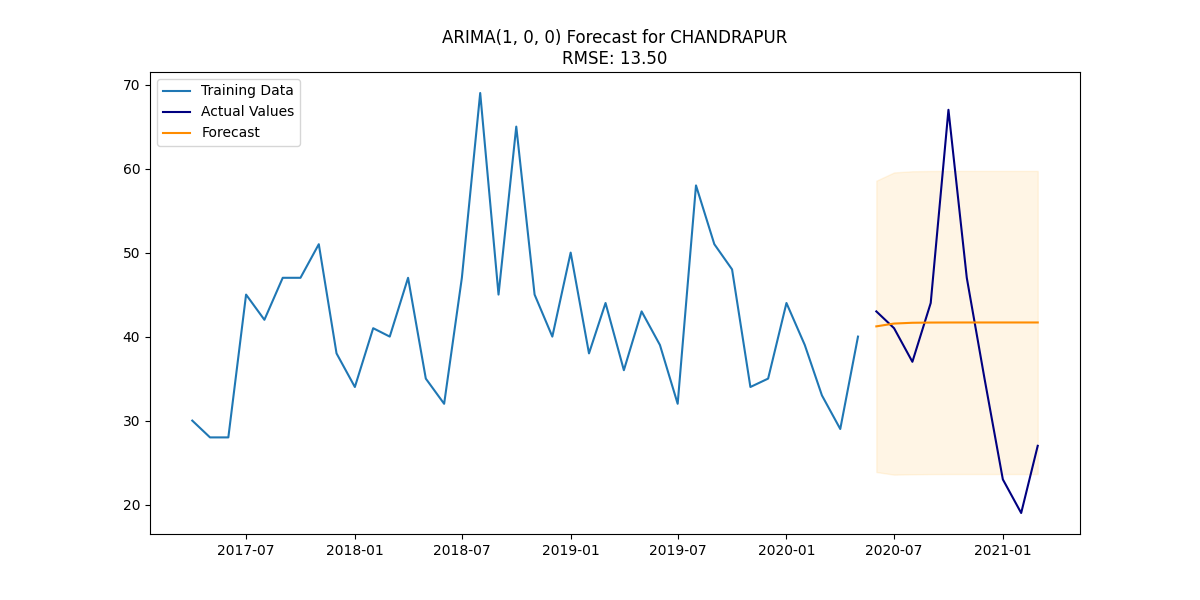 ARIMA(1, 0, 0) Forecast for CHANDRAPUR
RMSE: 13.50
Training Data
Actual Values
Forecast
70
60
50
40
30
20
2017-07
2018-01
2018-07
2019-01
2019-07
2020-01
2020-07
2021-01